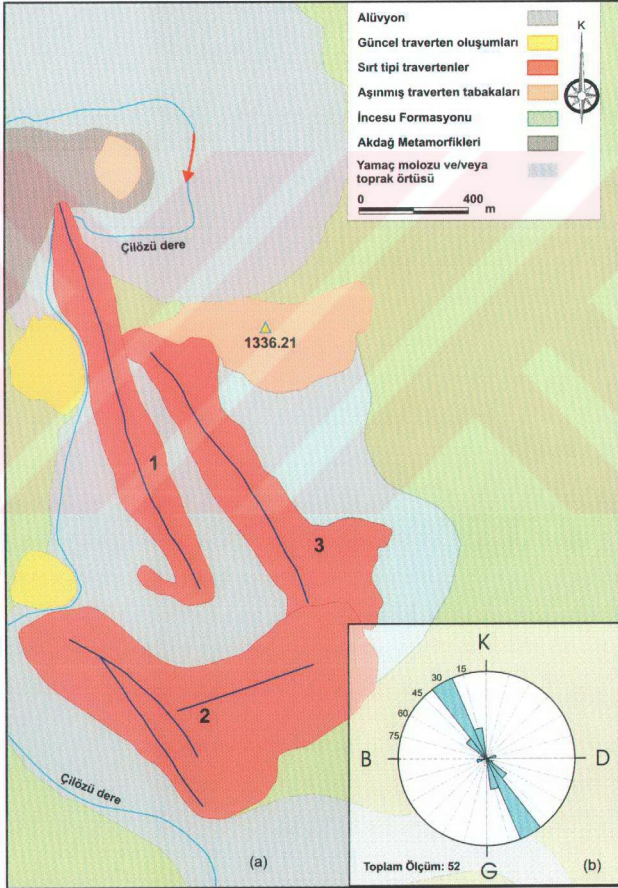 Alüvyon
Güncel traverten oluşumları
Sırt tipi travertenler
Aşınmış traverten tabakaları
İncesu Formasyonu
Akdağ Metamorfikleri
Yamaç molozu ve/veya
toprak örtüsü
0 400
m
K
Çilözü dere
1336.21
1
3
2
Çilözü dere
(a)
K
15
30
45
60
75
B
D
G
Toplam Ölçüm: 52
(b)